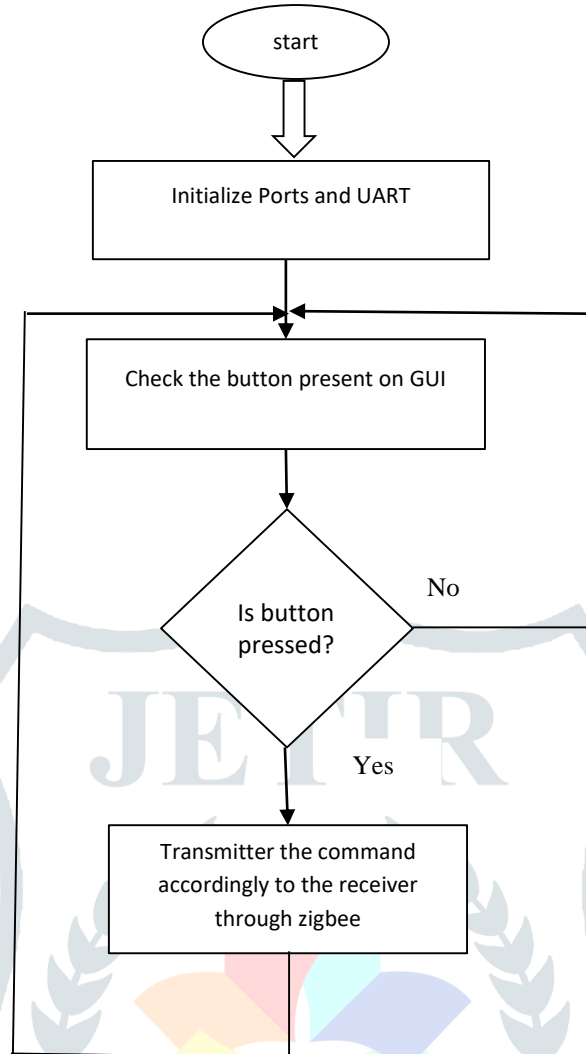 start
Initialize Ports and UART
Check the button present on GUI
Is button
pressed?
No
JETIR
Yes
Transmitter the command
accordingly to the receiver
through zigbee